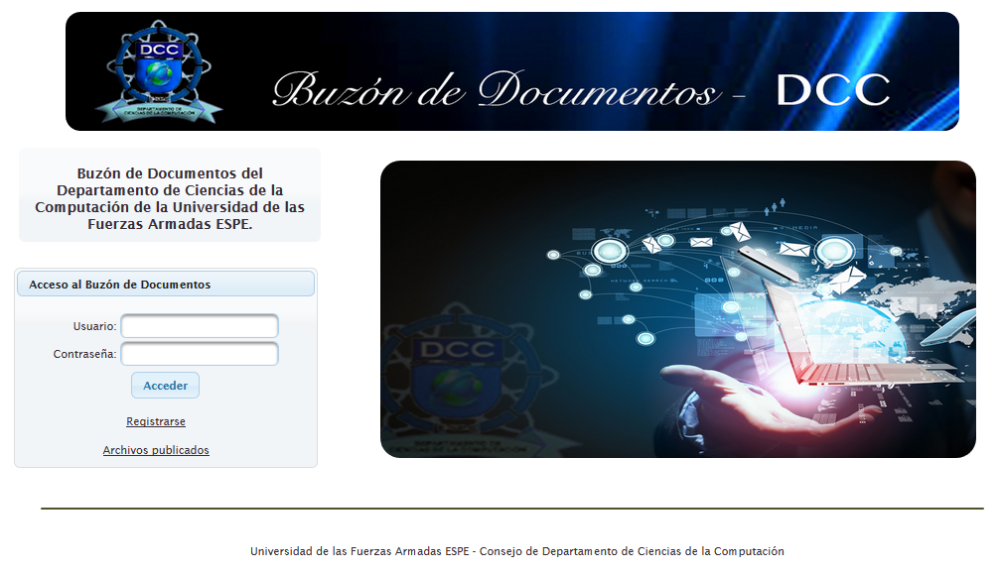 DCC
DEPARTAMENTO DE
CIENCIAS DE LA COMPUTACIÓN
Buzón de Documentos - DCC
Buzón de Documentos del
Departamento de Ciencias de la
Computación de la Universidad de las
Fuerzas Armadas ESPE.
Acceso al Buzón de Documentos
Usuario:
Contraseña:
Acceder
Registrarse
Archivos publicados
MEDIA
NETWORK SEARCH
DCC
DEPARTAMENTO DE
CIENCIAS DE LA COMPUTACIÓN
Universidad de las Fuerzas Armadas ESPE - Consejo de Departamento de Ciencias de la Computación